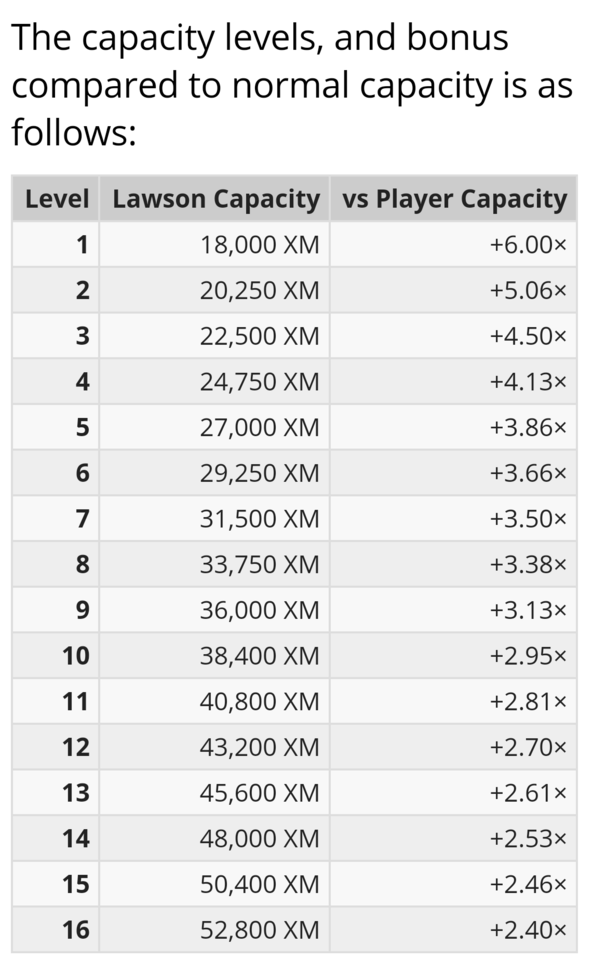 The capacity levels, and bonus
compared to normal capacity is as
follows:
Level Lawson Capacity vs Player Capacity
1 18,000 XM +6.00×
2 20,250 XM +5.06×
3 22,500 XM +4.50×
4 24,750 XM +4.13×
5 27,000 XM +3.86×
6 29,250 XM +3.66×
7 31,500 XM +3.50×
8 33,750 XM +3.38×
9 36,000 XM +3.13×
10 38,400 XM +2.95×
11 40,800 XM +2.81×
12 43,200 XM +2.70×
13 45,600 XM +2.61×
14 48,000 XM +2.53×
15 50,400 XM +2.46×
16 52,800 XM +2.40×